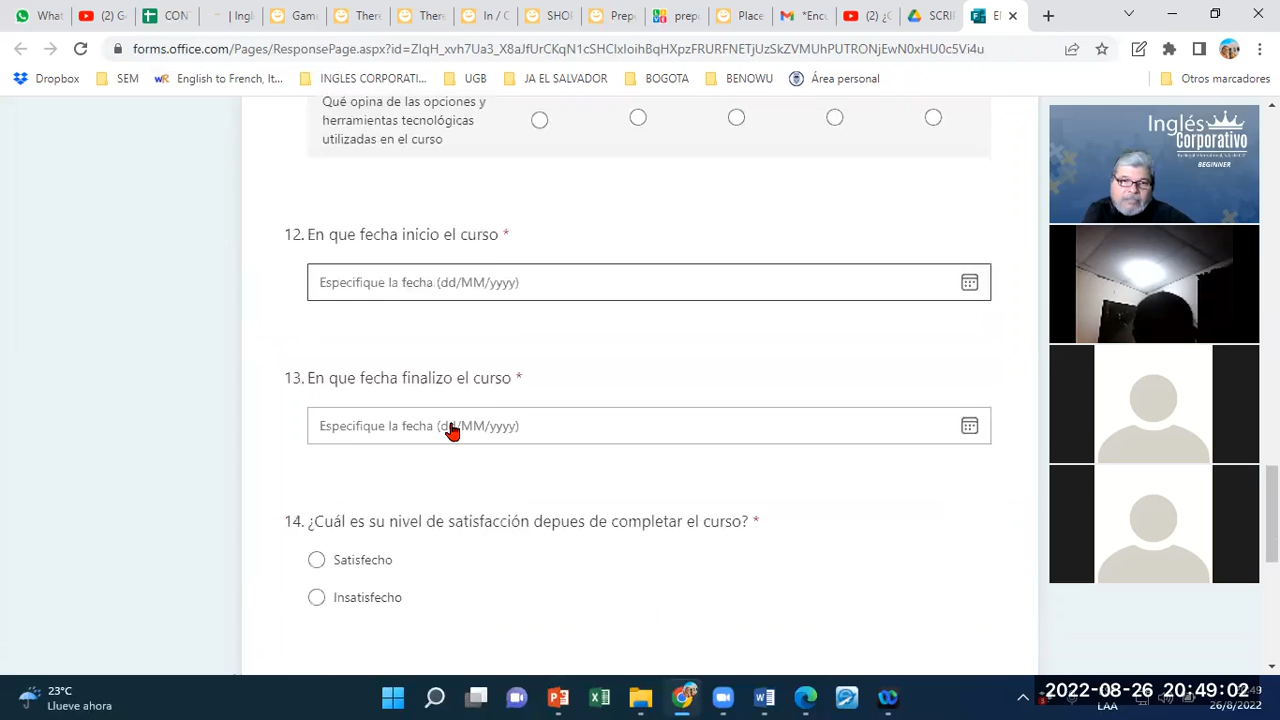 What
(2) G
CON
Ingl
Gam
There
Ther
In / C
SHO
Prep
prep
Place
*Enc
(2) ¿C
SCRI
El
forms.office.com/Pages/ResponsePage.aspx?id=ZIqH_xvh7Ua3_X8aJfUrCKqN1cSHClxIoihBqHXpzFRURFNETjUzSkZVMUhPUTRONjEwN0xHU0c5Vi4u
Dropbox
SEM
English to French, It...
INGLES CORPORATI...
UGB
JA EL SALVADOR
BOGOTA
BENOWU
Área personal
Otros marcadores
Qué opina de las opciones y
herramientas tecnológicas
utilizadas en el curso
12. En que fecha inicio el curso *
Especifique la fecha (dd/MM/yyyy)
13. En que fecha finalizo el curso *
Especifique la fecha (dd/MM/yyyy)
14. ¿Cuál es su nivel de satisfacción depues de completar el curso? *
Satisfecho
Insatisfecho
Inglés
Corporativo
BEGINNER
23°C
Llueve ahora
2022-08-26 20:49:02
LAA
26/8/2022